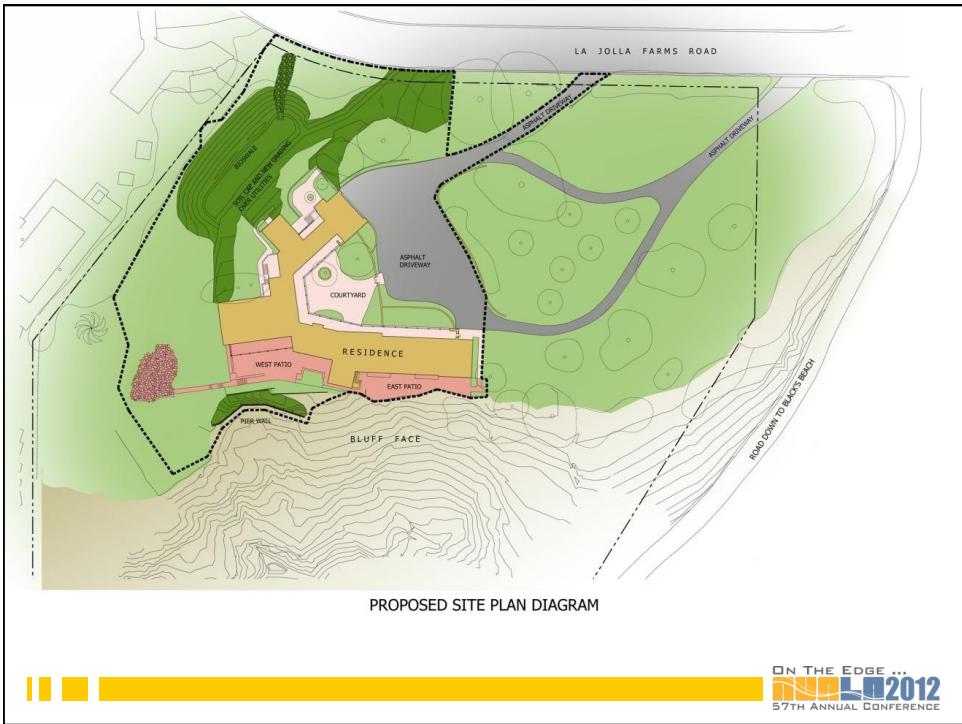 LA JOLLA FARMS ROAD
ASPHALT DRIVEWAY
ASPHALT DRIVEWAY
BIOSWALE
SOIL CAP AND NEW GRADING
OVER UTILITIES
ASPHALT
DRIVEWAY
COURTYARD
RESIDENCE
WEST PATIO
EAST PATIO
PIER WALL
BLUFF FACE
ROAD DOWN TO BLACK'S BEACH
PROPOSED SITE PLAN DIAGRAM
ON THE EDGE ...
2012
57TH ANNUAL CONFERENCE